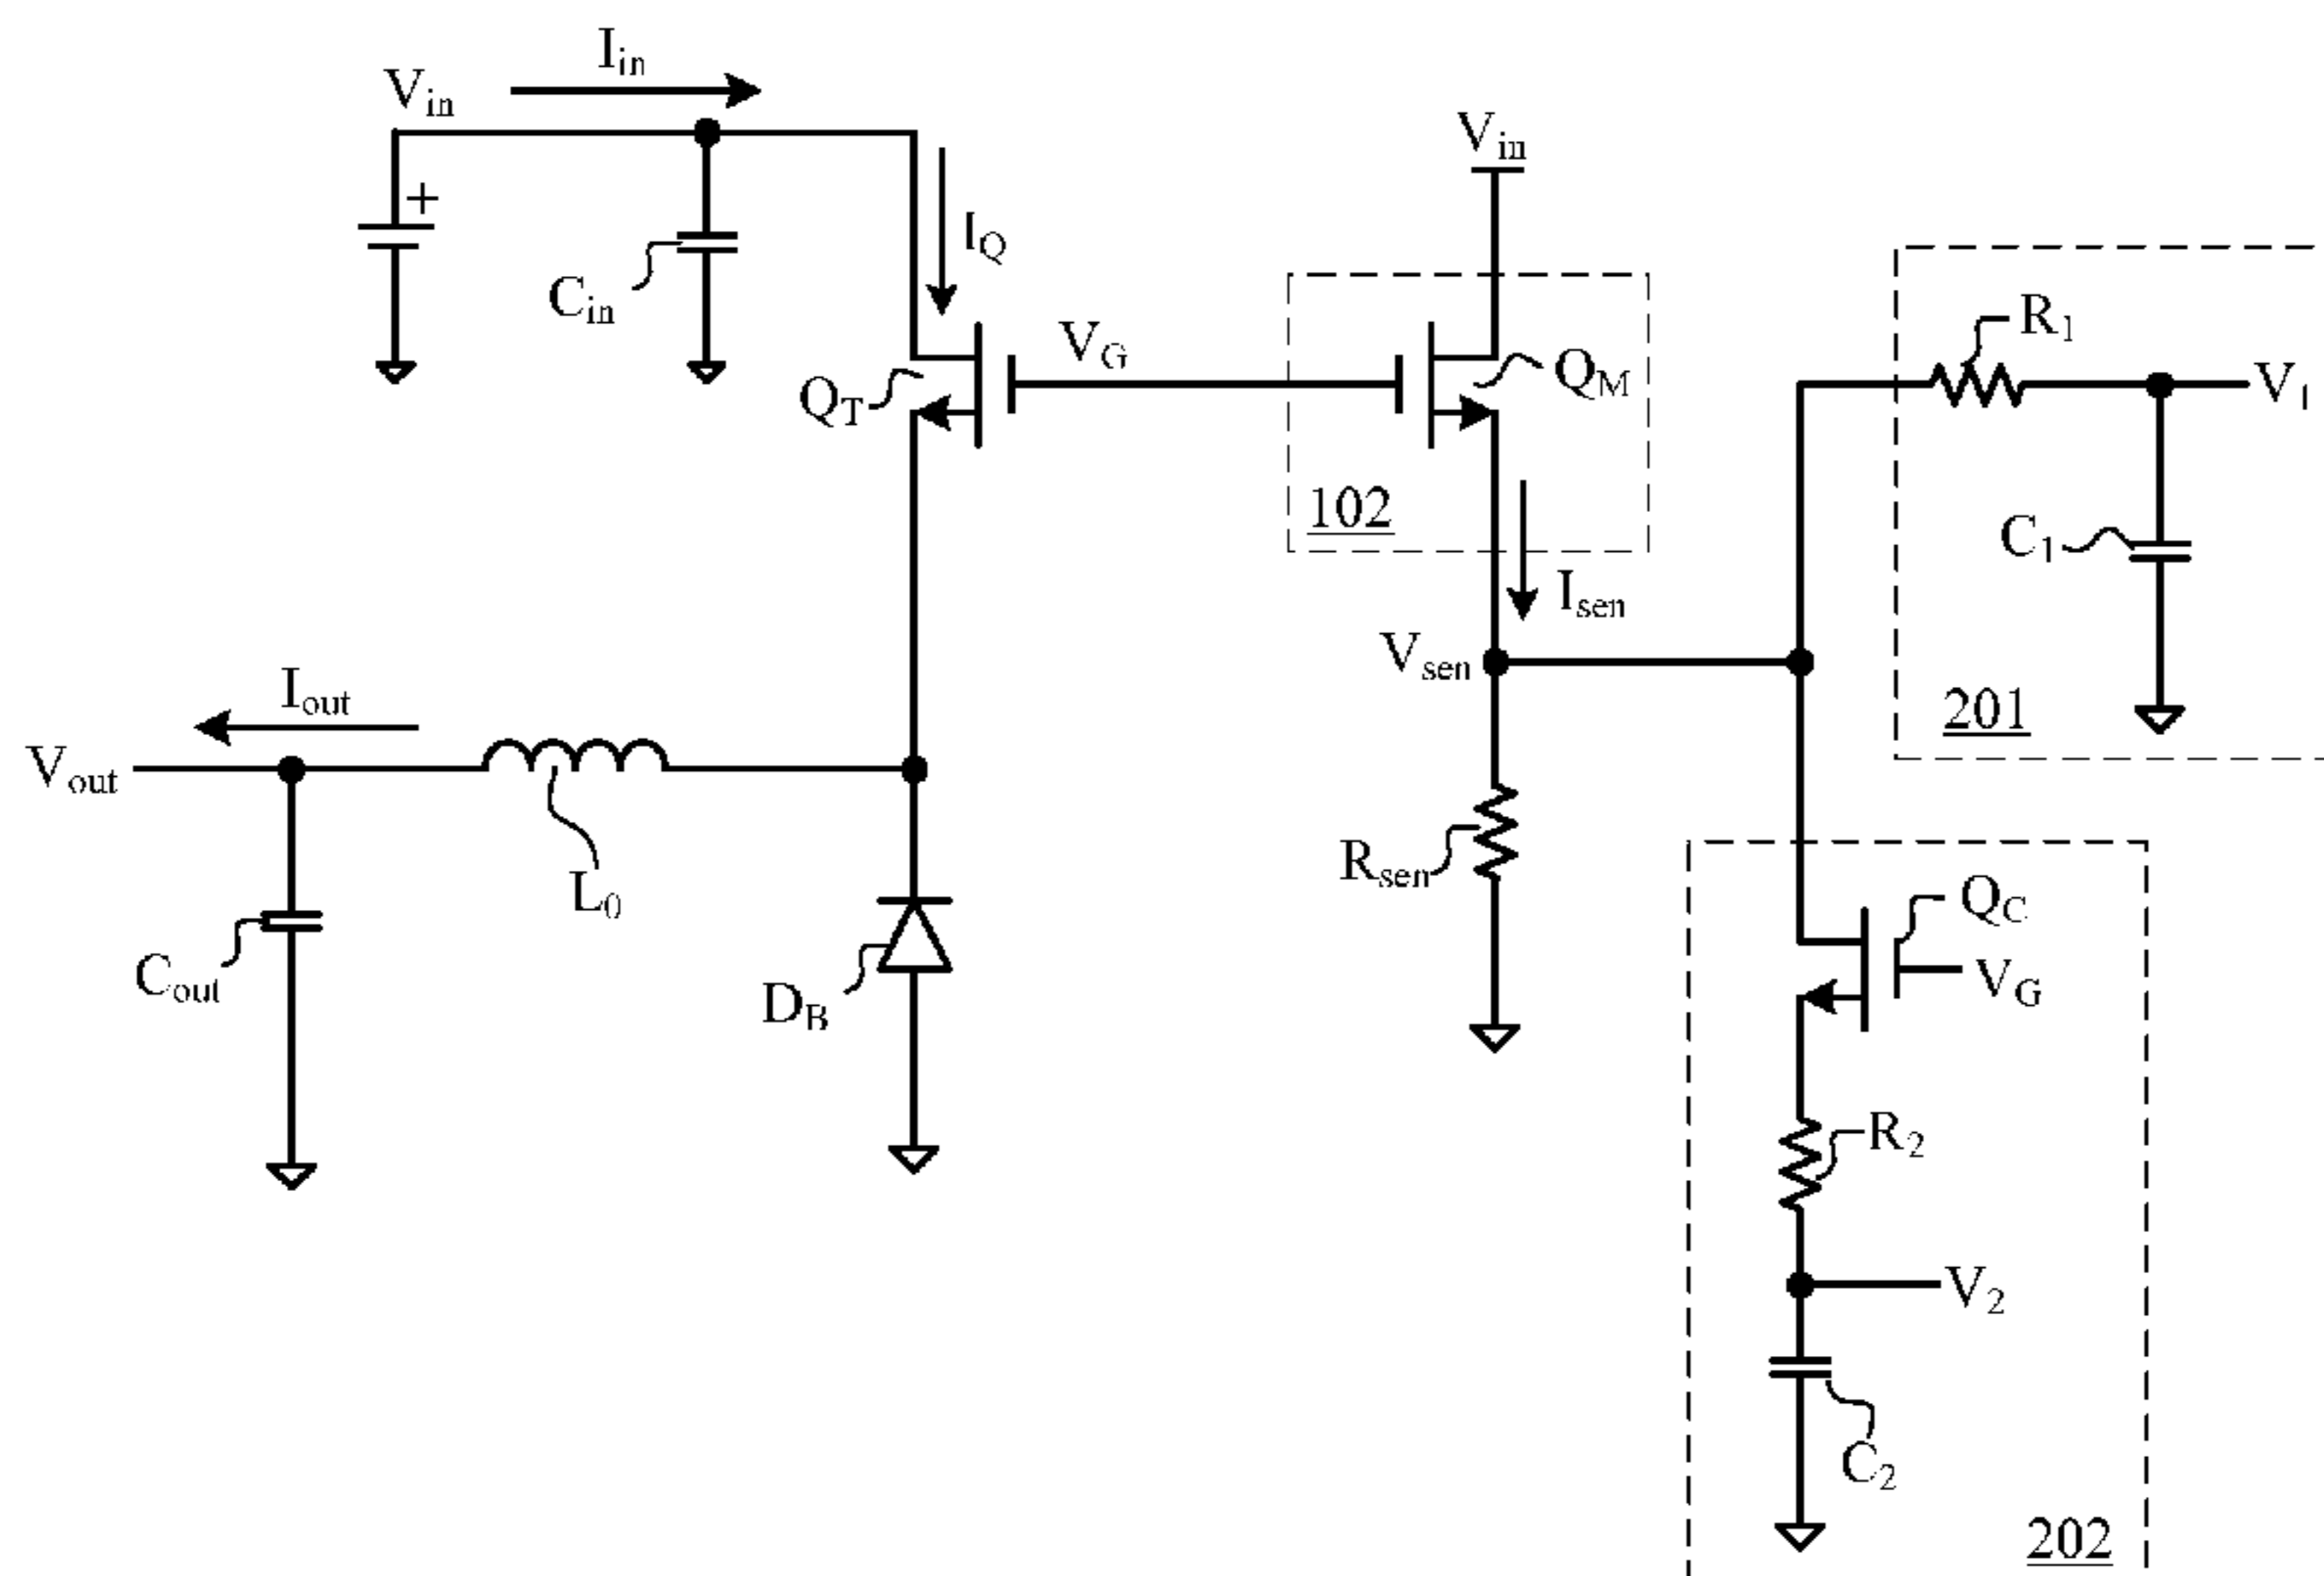 Iin
Vin
+
Cin
IQ
QT
VG
Vin
QM
102
Isen
R1
V1
C1
201
Vsen
Iout
Vout
L0
Rsen
Cout
DB
QC
VG
R2
V2
C2
202